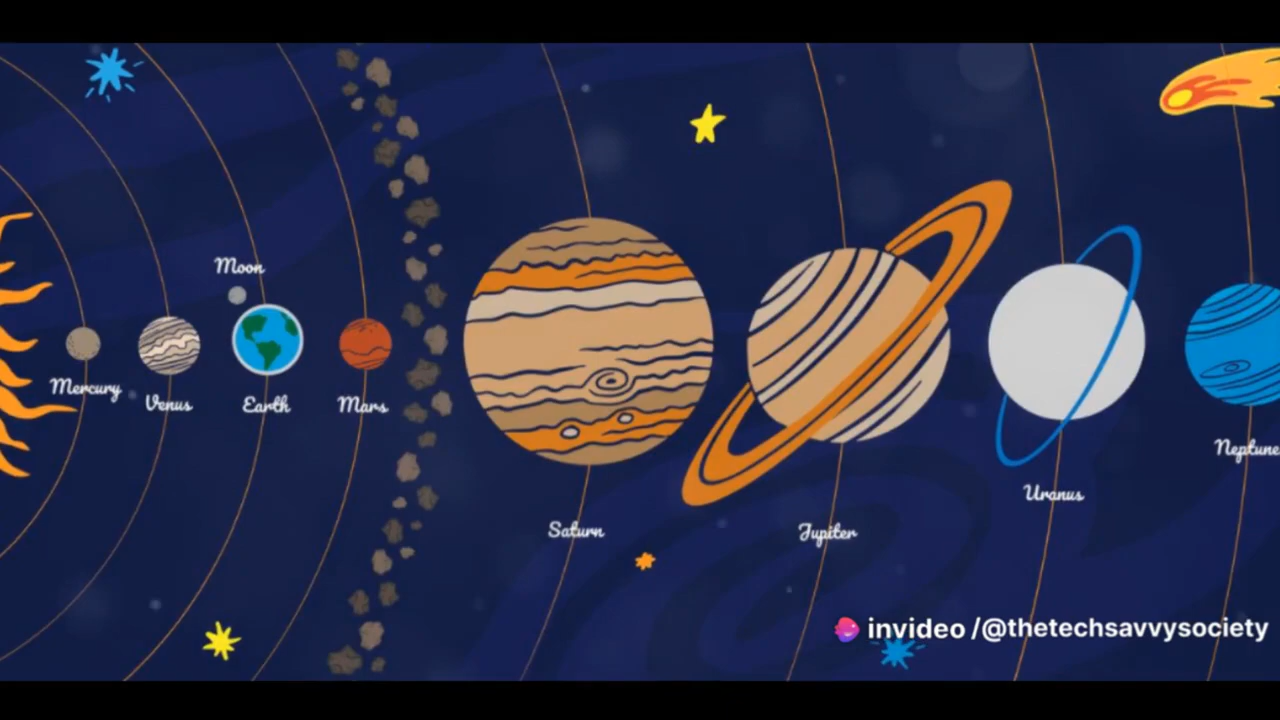 Moon
Mercury
Venus
Earth
Mars
Saturn
Jupiter
Uranus
Neptune
invideo /@thetechsavvysociety